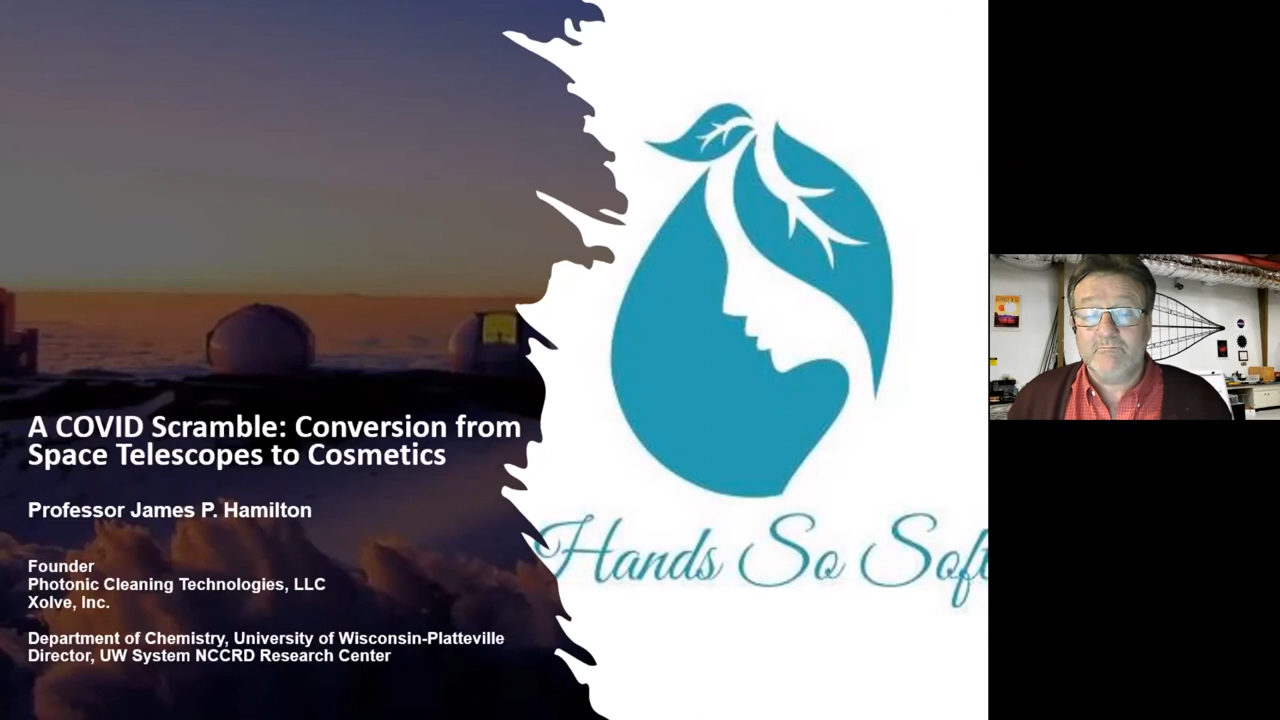 A COVID Scramble: Conversion from
Space Telescopes to Cosmetics
Professor James P. Hamilton
Founder
Photonic Cleaning Technologies, LLC
Xolve, Inc.
Department of Chemistry, University of Wisconsin-Platteville
Director, UW System NCCRD Research Center
Hands So Soft